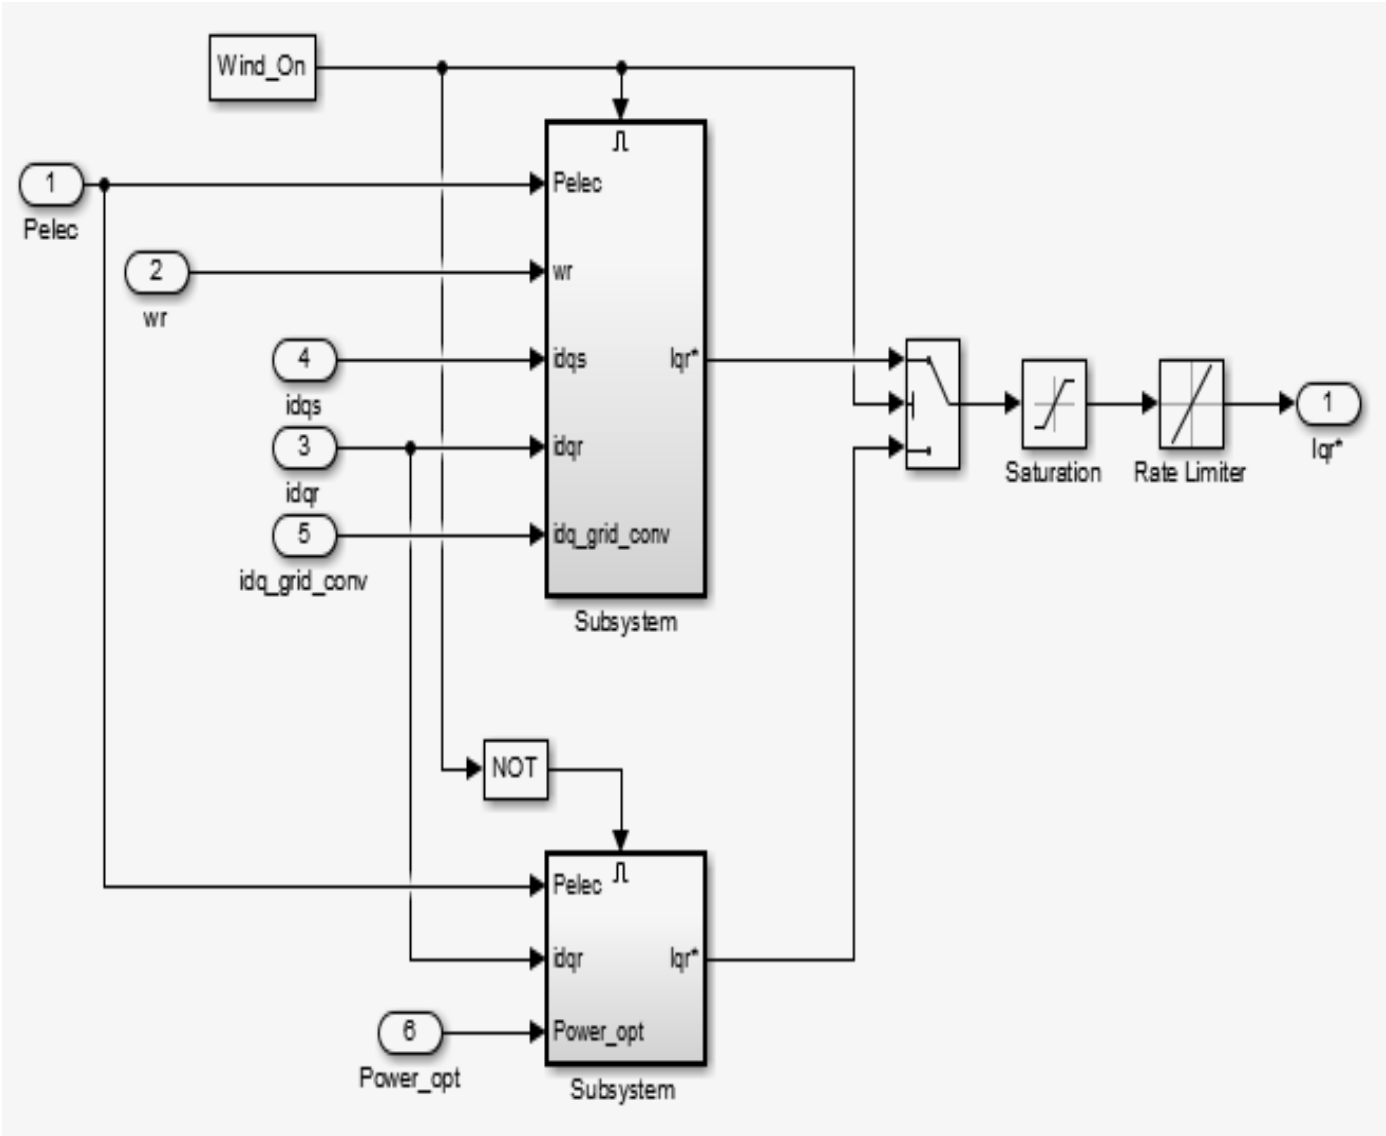 Wind_On
1
Pelec
Pelec
2
wr
wr
4
idqs
idqs
Iqr*
3
idqr
idqr
5
idq_grid_conv
idq_grid_conv
Subsystem
1
Iqr*
Saturation
Rate Limiter
NOT
Pelec
idqr
Iqr*
6
Power_opt
Power_opt
Subsystem